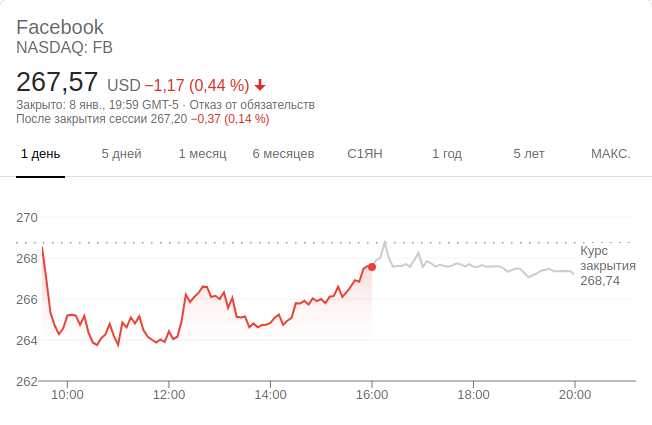 Facebook
NASDAQ: FB
267,57 USD −1,17 (0,44 %)
Закрыто: 8 янв., 19:59 GMT-5 · Отказ от обязательств
После закрытия сессии 267,20 −0,37 (0,14 %)
1 день 5 дней 1 месяц 6 месяцев С1ЯН 1 год 5 лет МАКС.
270
268
266
264
262
Курс
закрытия
268,74
10:00 12:00 14:00 16:00 18:00 20:00